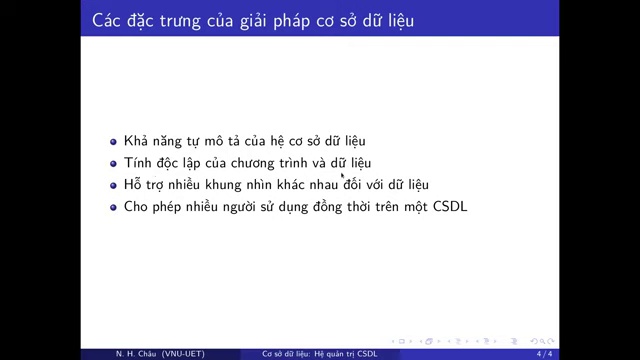 Các đặc trưng của giải pháp cơ sở dữ liệu
Khả năng tự mô tả của hệ cơ sở dữ liệu
Tính độc lập của chương trình và dữ liệu
Hỗ trợ nhiều khung nhìn khác nhau đối với dữ liệu
Cho phép nhiều người sử dụng đồng thời trên một CSDL
N. H. Châu (VNU-UET) Cơ sở dữ liệu: Hệ quản trị CSDL 4 / 4